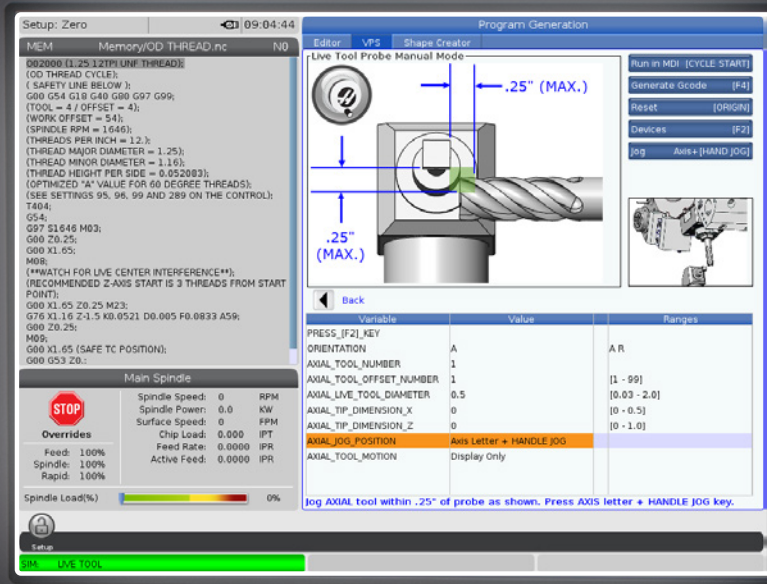 Setup: Zero
09:04:44
Program Generation
MEM Memory/OD THREAD.nc N0
O02000 (1.25 12TPI UNF THREAD);
(OD THREAD CYCLE);
( SAFETY LINE BELOW );
G00 G54 G18 G40 G80 G97 G99;
(TOOL = 4 / OFFSET = 4);
(WORK OFFSET = 54);
(SPINDLE RPM = 1646);
(THREADS PER INCH = 12.);
(THREAD MAJOR DIAMETER = 1.25);
(THREAD MINOR DIAMETER = 1.16);
(THREAD HEIGHT PER SIDE = 0.052083);
(OPTIMIZED "A" VALUE FOR 60 DEGREE THREADS);
(SEE SETTINGS 95, 96, 99 AND 289 ON THE CONTROL);
T404;
G54;
G97 S1646 M03;
G00 Z0.25;
G00 X1.65;
M08;
(**WATCH FOR LIVE CENTER INTERFERENCE**);
(RECOMMENDED Z-AXIS START IS 3 THREADS FROM START
POINT);
G00 X1.65 Z0.25 M23;
G76 X1.16 Z-1.5 K0.0521 D0.005 F0.0833 A59;
G00 Z0.25;
M09;
G00 X1.65 (SAFE TC POSITION);
G00 G53 Z0.;
Editor VPS Shape Creator
Live Tool Probe Manual Mode
.25" (MAX.)
.25"
(MAX.)
Run in MDI [CYCLE START]
Generate Gcode [F4]
Reset [ORIGIN]
Devices [F2]
Jog Axis+[HAND JOG]
Back
Variable Value Ranges
PRESS_[F2]_KEY
ORIENTATION A A R
AXIAL_TOOL_NUMBER 1
AXIAL_TOOL_OFFSET_NUMBER 1 [1 - 99]
AXIAL_LIVE_TOOL_DIAMETER 0.5 [0.03 - 2.0]
AXIAL_TIP_DIMENSION_X 0 [0 - 0.5]
AXIAL_TIP_DIMENSION_Z 0 [0 - 1.0]
AXIAL_JOG_POSITION Axis Letter + HANDLE JOG
AXIAL_TOOL_MOTION Display Only
Jog AXIAL tool within .25" of probe as shown. Press AXIS letter + HANDLE JOG key.
Main Spindle
STOP
Overrides
Feed: 100%
Spindle: 100%
Rapid: 100%
Spindle Speed: 0 RPM
Spindle Power: 0.0 KW
Surface Speed: 0 FPM
Chip Load: 0.000 IPT
Feed Rate: 0.0000 IPR
Active Feed: 0.0000 IPR
Spindle Load(%) 0%
Setup
SIM: LIVE TOOL